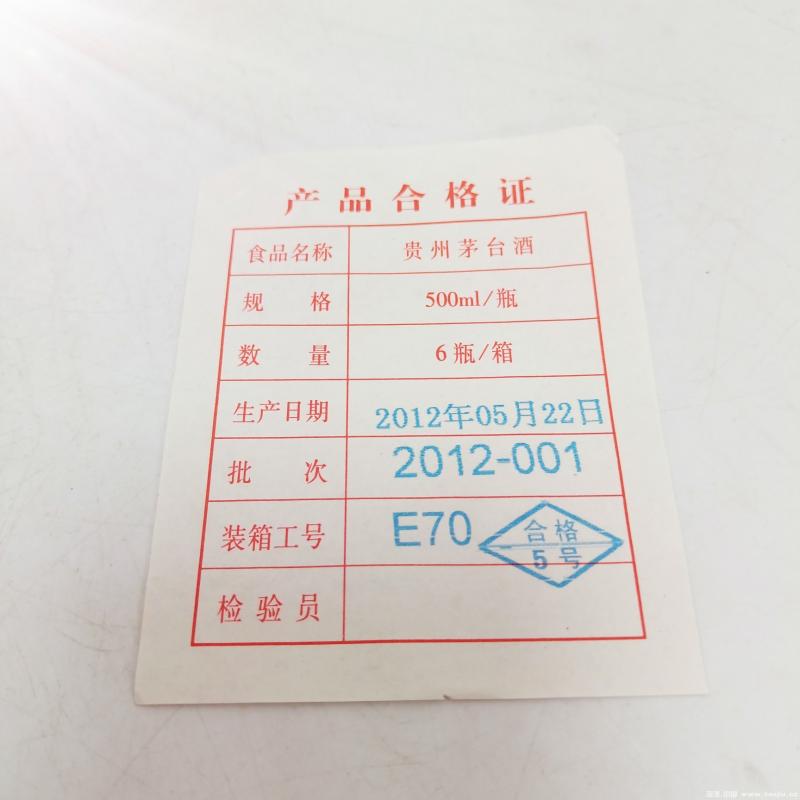 产品合格证
食品名称 贵州茅台酒
规 格 500ml/瓶
数 量 6瓶/箱
生产日期 2012年05月22日
批 次 2012-001
装箱工号 E70
合格
5号
检验员